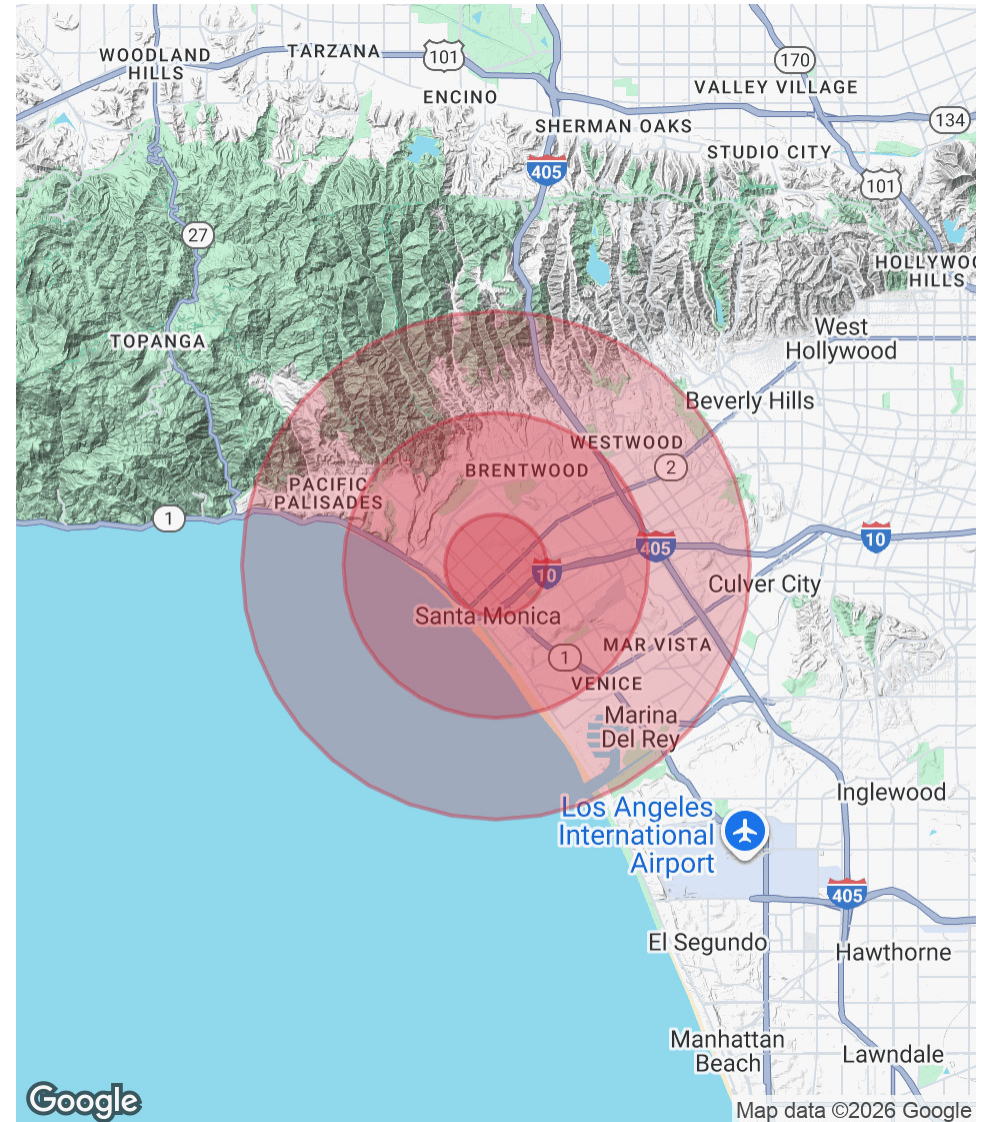 WOODLAND
HILLS
TARZANA
101
170
ENCINO
VALLEY VILLAGE
SHERMAN OAKS
134
STUDIO CITY
405
101
27
HOLLYWOO
HILLS
TOPANGA
West
Hollywood
Beverly Hills
WESTWOOD
2
BRENTWOOD
PACIFIC
PALISADES
1
10
405
10
Culver City
Santa Monica
MAR VISTA
1
VENICE
Marina
Del Rey
Inglewood
Los Angeles
International
Airport
405
El Segundo
Hawthorne
Manhattan
Beach
Lawndale
Google
Map data ©2026 Google